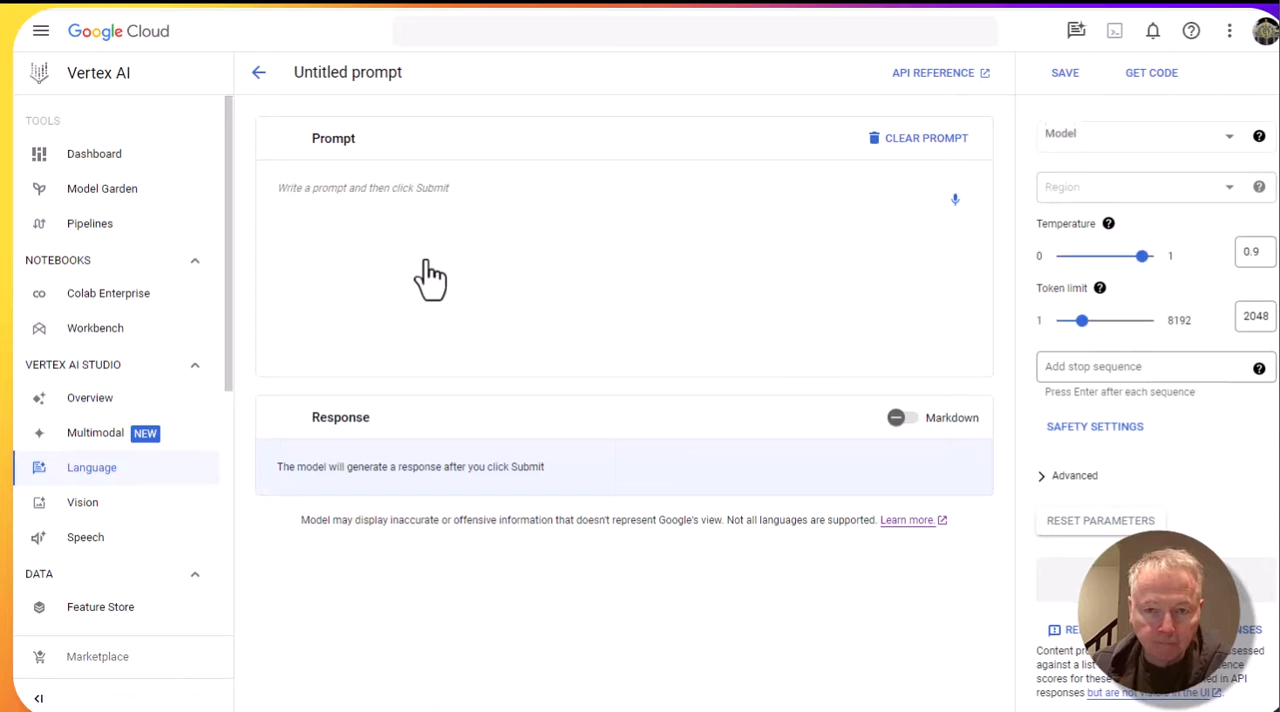 Google Cloud
Vertex AI
Untitled prompt
API REFERENCE
SAVE
GET CODE
TOOLS
Dashboard
Model Garden
Pipelines
NOTEBOOKS
Colab Enterprise
Workbench
VERTEX AI STUDIO
Overview
Multimodal NEW
Language
Vision
Speech
DATA
Feature Store
Marketplace
Prompt
CLEAR PROMPT
Write a prompt and then click Submit
Response
Markdown
The model will generate a response after you click Submit
Model may display inaccurate or offensive information that doesn't represent Google's view. Not all languages are supported. Learn more.
Model
Region
Temperature
0 1 0.9
Token limit
1 8192 2048
Add stop sequence
Press Enter after each sequence
SAFETY SETTINGS
Advanced
RESET PARAMETERS
Content
against a list
scores for these in API
responses but are not visible in the UI